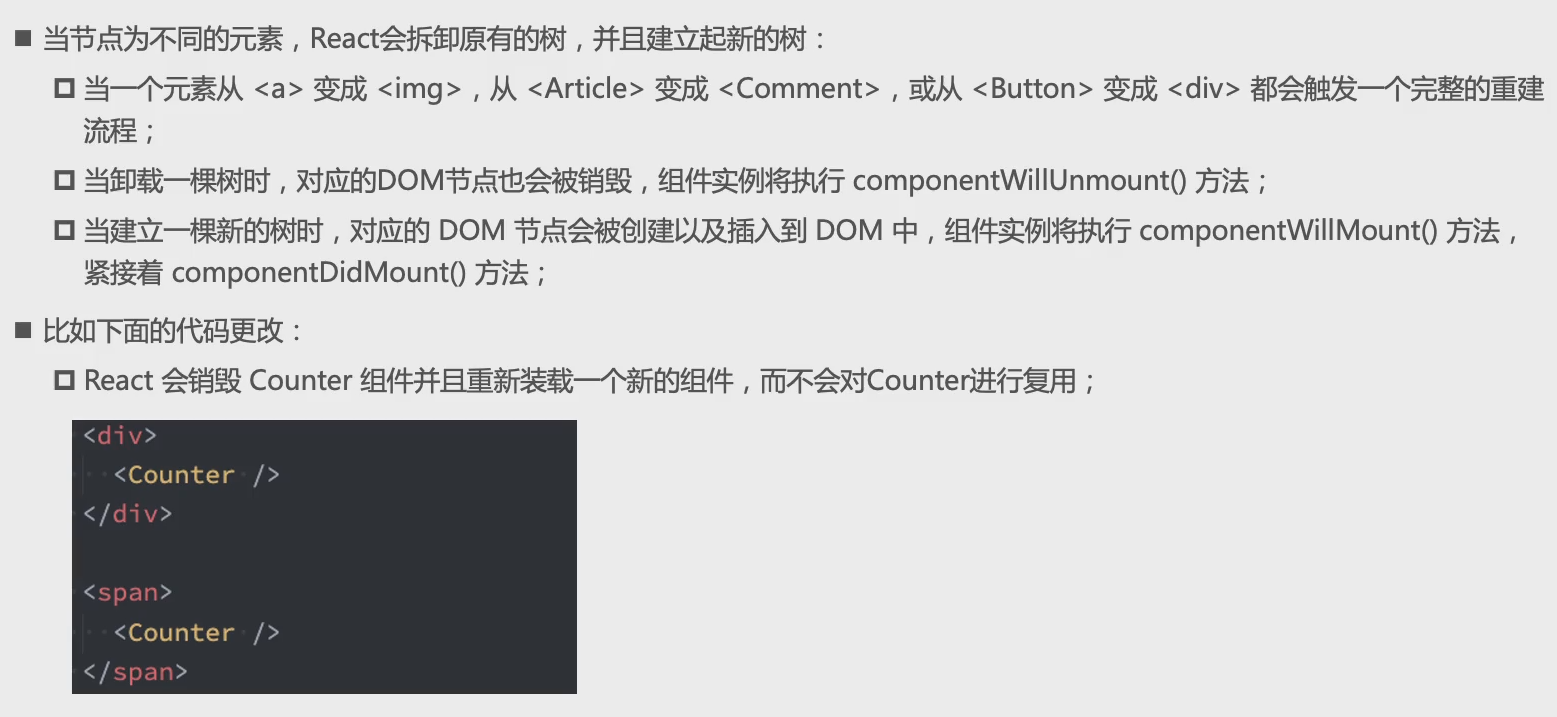 ■ 当节点为不同的元素，React会拆卸原有的树，并且建立起新的树：
当一个元素从 <a> 变成 <img>，从 <Article> 变成 <Comment>，或从 <Button> 变成 <div> 都会触发一个完整的重建
流程；
当卸载一棵树时，对应的DOM节点也会被销毁，组件实例将执行 componentWillUnmount() 方法；
当建立一棵新的树时，对应的 DOM 节点会被创建以及插入到 DOM 中，组件实例将执行 componentWillMount() 方法，
紧接着 componentDidMount() 方法；
■ 比如下面的代码更改：
React 会销毁 Counter 组件并且重新装载一个新的组件，而不会对Counter进行复用；
<div>
  <Counter />
</div>
<span>
  <Counter />
</span>